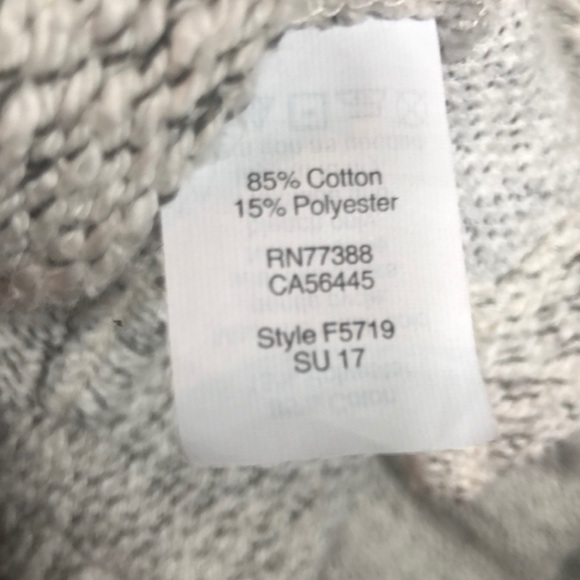 85% Cotton
15% Polyester
RN77388
CA56445
Style F5719
SU 17